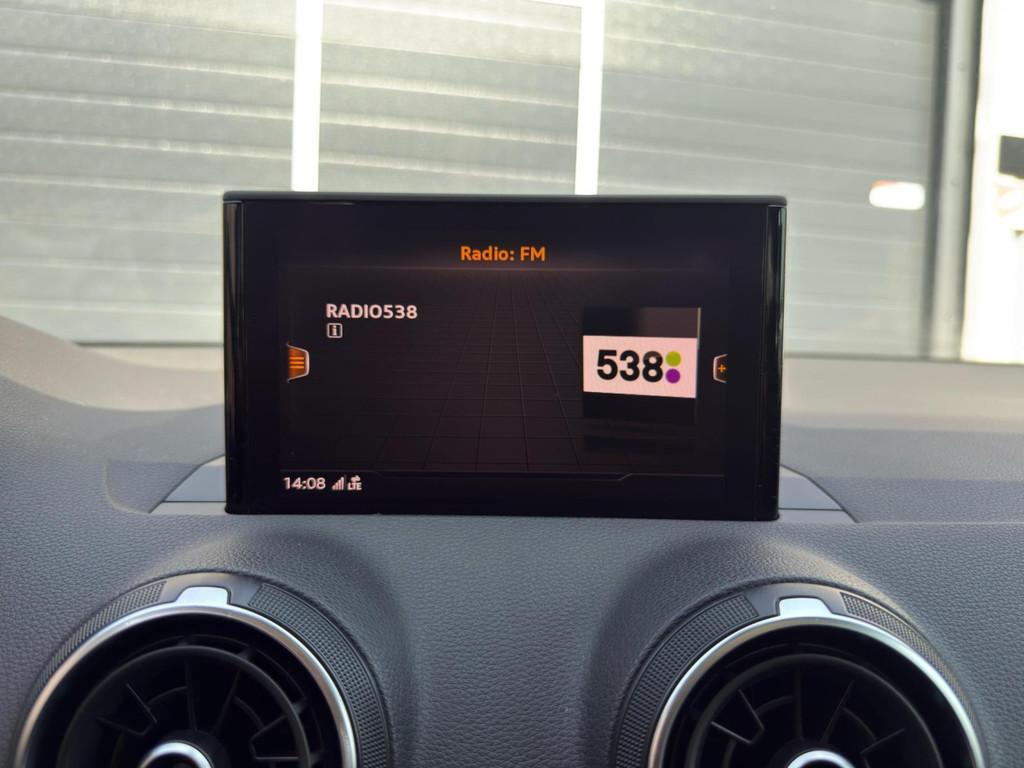 Radio: FM
RADIO538
i
538
+
14:08 LTE